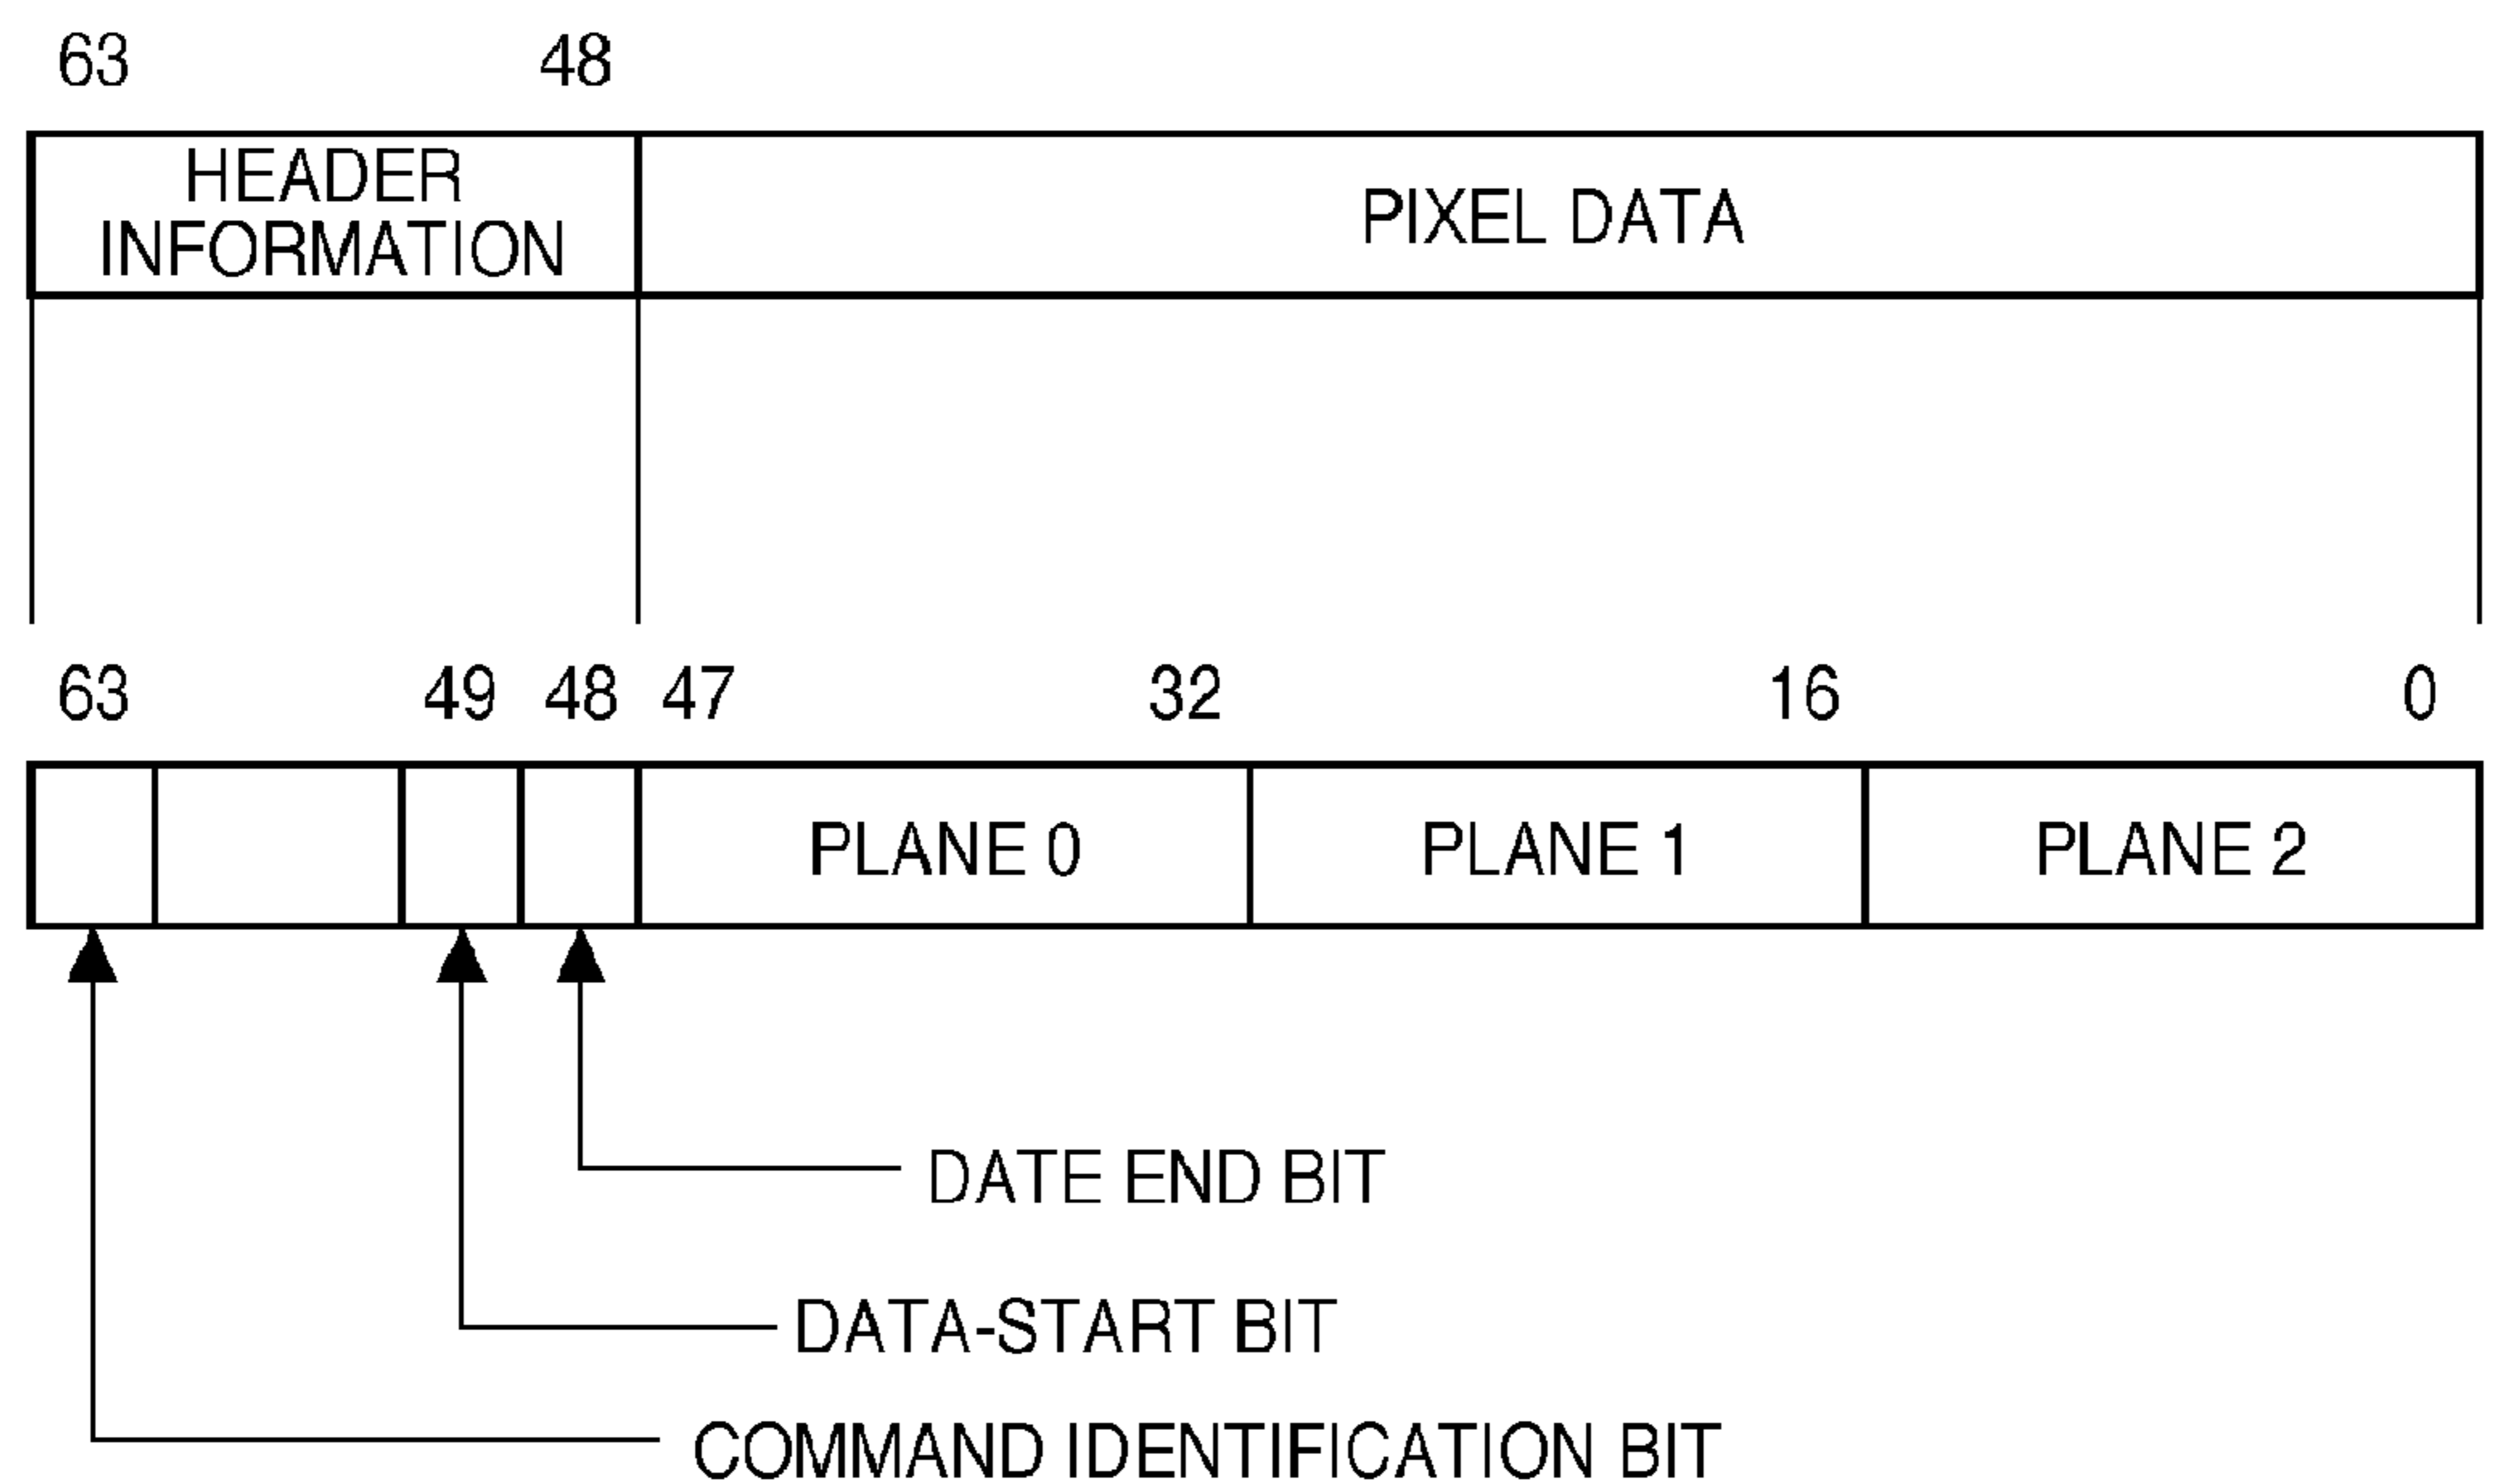 63 48
HEADER
INFORMATION
PIXEL DATA
63 49 48 47 32 16 0
PLANE 0 PLANE 1 PLANE 2
DATE END BIT
DATA-START BIT
COMMAND IDENTIFICATION BIT